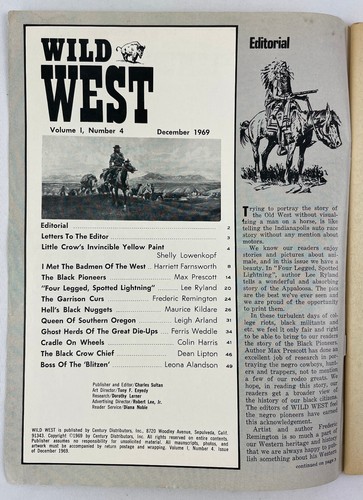 WILD
WEST
Volume I, Number 4 December 1969
Editorial 2
Letters To The Editor 3
Little Crow's Invincible Yellow Paint 4
Shelly Lowenkopf
I Met The Badmen Of The West Harriett Farnsworth 8
The Black Pioneers Max Prescott 14
"Four Legged, Spotted Lightning" Lee Ryland 20
The Garrison Curs Frederic Remington 24
Hell's Black Nuggets Maurice Kildare 26
Queen Of Southern Oregon Leigh Arland 31
Ghost Herds Of The Great Die-Ups Ferris Weddle 34
Cradle On Wheels Colin Harris 41
The Black Crow Chief Dean Lipton 46
Boss Of The 'Blitzen' Leona Alandson 49
Publisher and Editor: Charles Saltan
Art Director: Tony F. Enyedy
Research: Dorothy Lerner
Advertising Director: Robert Lee, Jr.
Reader Service: Diana Noble
WILD WEST is published by Century Distributors, Inc., 8720 Woodley Avenue, Sepulveda, Calif.
91343. Copyright ©1969 by Century Distributors, Inc. All rights reserved on entire contents.
Publisher assumes no responsibility for unsolicited material. All manuscripts, photos, and
artwork must be accompanied by return postage and wrapping. Volume I, Number 4. Issue
of December 1969.
Editorial
Trying to portray the story of
the Old West without visual-
izing a man on a horse, is like
telling the Indianapolis auto race
story without any mention about
motors.
We know our readers enjoy
stories and pictures about ani-
mals, and in this issue we have a
beauty. In "Four Legged, Spotted
Lightning", author Lee Ryland
tells a wonderful and absorbing
story of the Appaloosa. The pics
are the best we've ever seen and
we are proud of the opportunity
to print them.
In these turbulent days of col-
lege riots, black militants and
etc. we feel it only fair and right
to be able to bring to our readers
the story of the Black Pioneers.
Author Max Prescott has done an
excellent job of research in por-
traying the negro cowboy, hunt-
ers and trappers, not to mention
a few of our rodeo greats. We
hope, in reading this story, our
readers get a broader view of
the history of our black citizens.
The editors of WILD WEST feel
the negro pioneers have earned
this acknowledgement.
Artist and author Frederic
Remington is so much a part of
our Western heritage and history
that we are always happy to pub-
lish something about his Western
continued on page